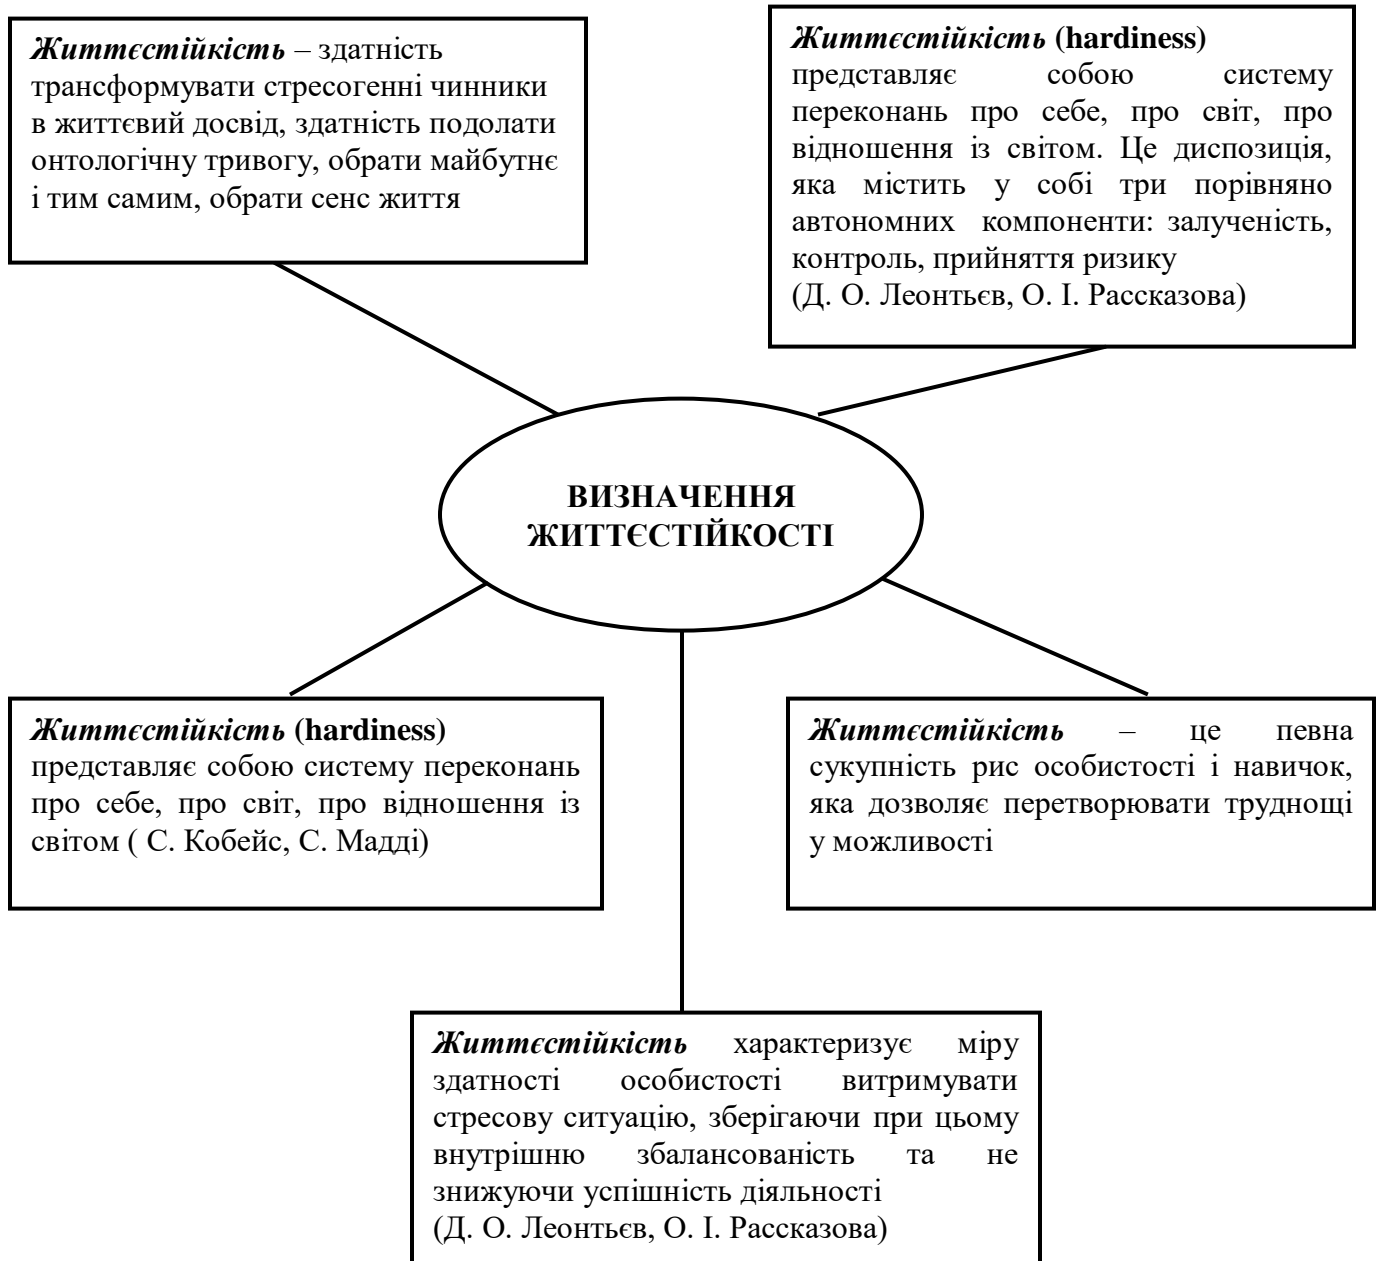 Життєстійкість – здатність
трансформувати стресогенні чинники
в життєвий досвід, здатність подолати
онтологічну тривогу, обрати майбутнє
і тим самим, обрати сенс життя
Життєстійкість (hardiness)
представляє собою систему
переконань про себе, про світ, про
відношення із світом. Це диспозиція,
яка містить у собі три порівняно
автономних компоненти: залученість,
контроль, прийняття ризику
(Д. О. Леонтьєв, О. І. Рассказова)
ВИЗНАЧЕННЯ
ЖИТТЄСТІЙКОСТІ
Життєстійкість (hardiness)
представляє собою систему переконань
про себе, про світ, про відношення із
світом ( С. Кобейс, С. Мадді)
Життєстійкість – це певна
сукупність рис особистості і навичок,
яка дозволяє перетворювати труднощі
у можливості
Життєстійкість характеризує міру
здатності особистості витримувати
стресову ситуацію, зберігаючи при цьому
внутрішню збалансованість та не
знижуючи успішність діяльності
(Д. О. Леонтьєв, О. І. Рассказова)